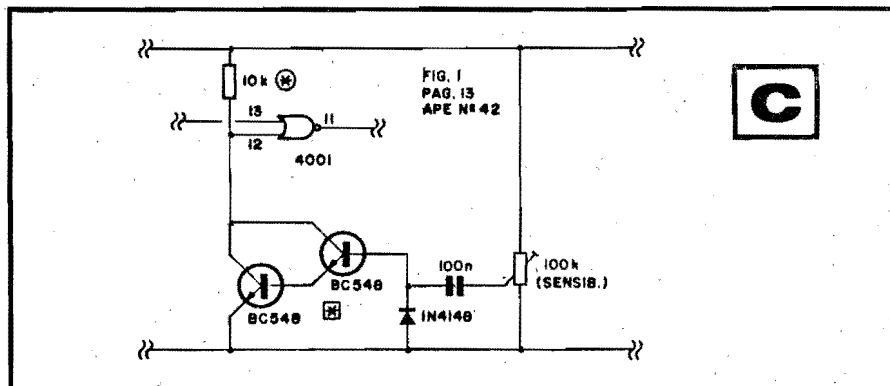 10k *
FIG. 1
PAG. 13
APE Nº 42
C
13
11
12
4001
100n
100k
(SENSIB.)
BC548
BC548
*
1N4148